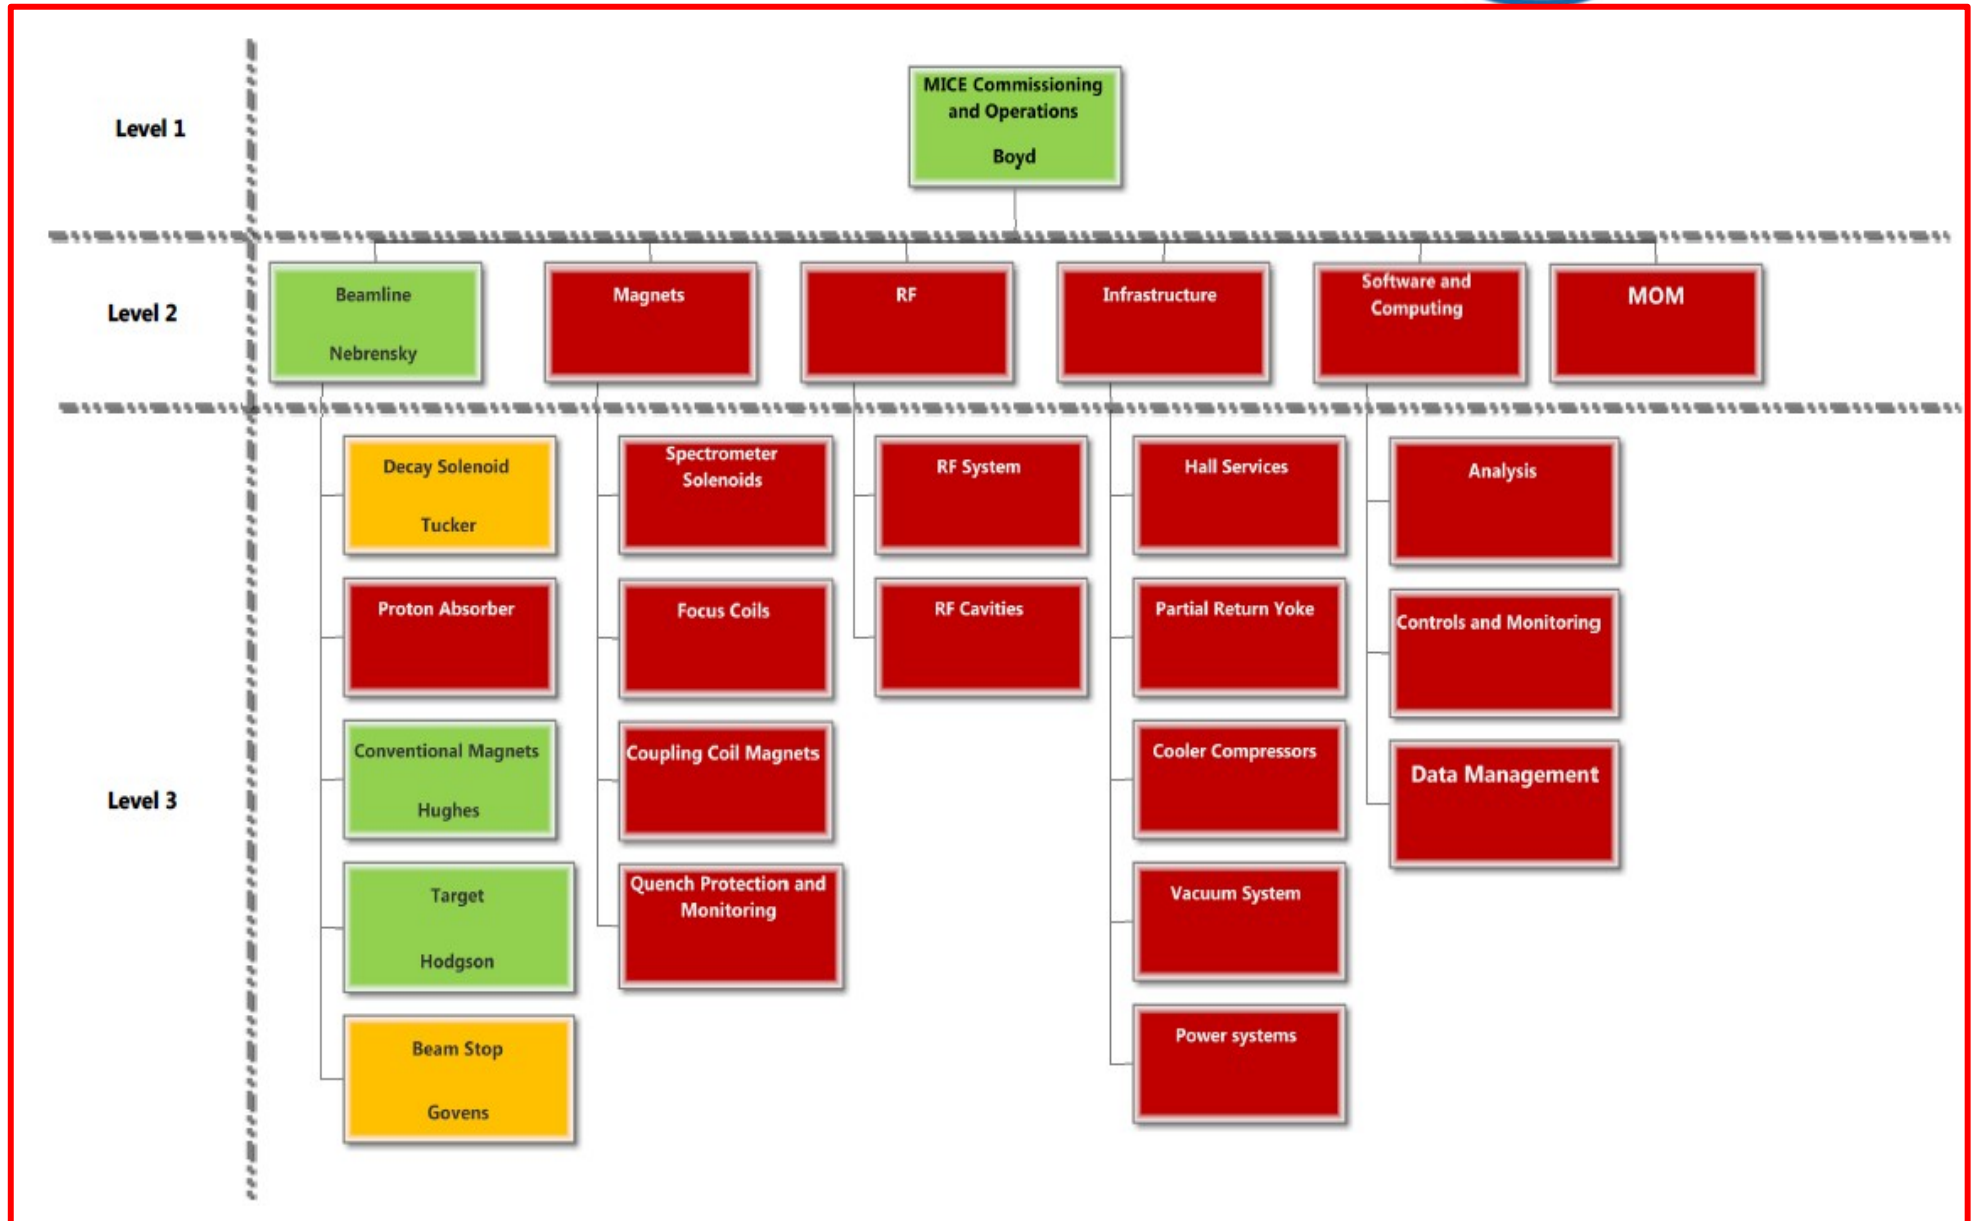 Level 1
MICE Commissioning
and Operations
Boyd
Level 2
Beamline
Nebrensky
Magnets
RF
Infrastructure
Software and
Computing
MOM
Level 3
Decay Solenoid
Tucker
Proton Absorber
Conventional Magnets
Hughes
Target
Hodgson
Beam Stop
Govens
Spectrometer
Solenoids
Focus Coils
Coupling Coil Magnets
Quench Protection and
Monitoring
RF System
RF Cavities
Hall Services
Partial Return Yoke
Cooler Compressors
Vacuum System
Power systems
Analysis
Controls and Monitoring
Data Management